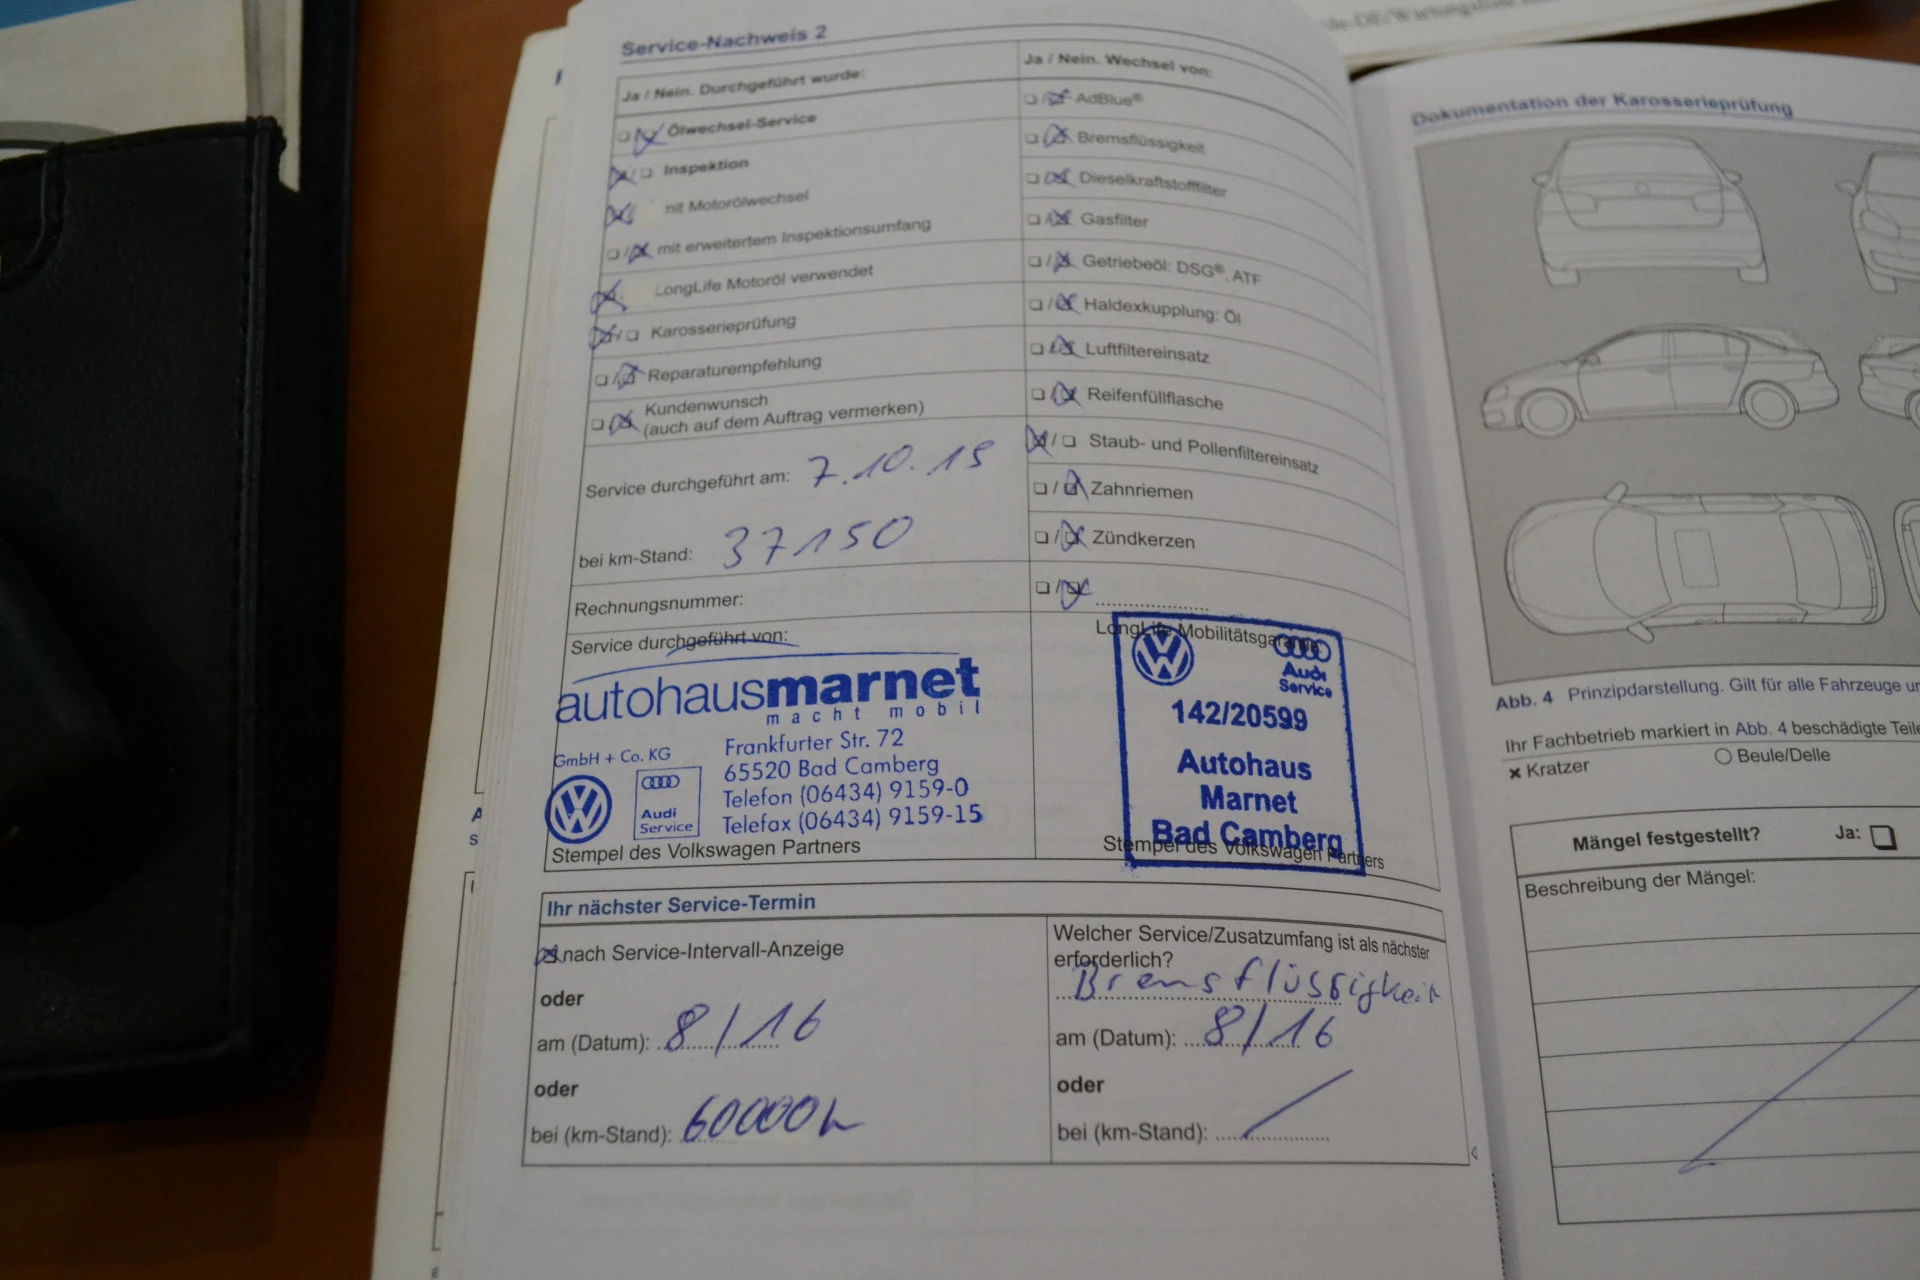 Service-Nachweis 2
Ja / Nein. Durchgeführt wurde:
Ölwechsel-Service
Inspektion
nit Motorölwechsel
mit erweitertem Inspektionsumfang
LongLife Motoröl verwendet
Karosserieprüfung
Reparaturempfehlung
Kundenwunsch
(auch auf dem Auftrag vermerken)
Service durchgeführt am: 7.10.15
bei km-Stand: 37150
Rechnungsnummer:
Service durchgeführt von:
autohausmarnet
macht mobil
GmbH + Co. KG
Frankfurter Str. 72
65520 Bad Camberg
Telefon (06434) 9159-0
Telefax (06434) 9159-15
Audi
Service
Stempel des Volkswagen Partners
Ja / Nein. Wechsel von:
AdBlue®
Bremsflüssigkeit
Dieselkraftstofffilter
Gasfilter
Getriebeöl: DSG®, ATF
Haldexkupplung: Öl
Luftfiltereinsatz
Reifenfüllflasche
Staub- und Pollenfiltereinsatz
Zahnriemen
Zündkerzen
LongLife Mobilitätsgarantie
Audi
Service
142/20599
Autohaus
Marnet
Bad Camberg
Stempel des Volkswagen Partners
Ihr nächster Service-Termin
nach Service-Intervall-Anzeige
oder
am (Datum): 8/16
oder
bei (km-Stand): 60000
Welcher Service/Zusatzumfang ist als nächster
erforderlich?
Bremsflüssigkeit
am (Datum): 8/16
oder
bei (km-Stand):
Dokumentation der Karosserieprüfung
Abb. 4 Prinzipdarstellung. Gilt für alle Fahrzeuge
Ihr Fachbetrieb markiert in Abb. 4 beschädigte Teile
× Kratzer
Beule/Delle
Mängel festgestellt? Ja:
Beschreibung der Mängel: